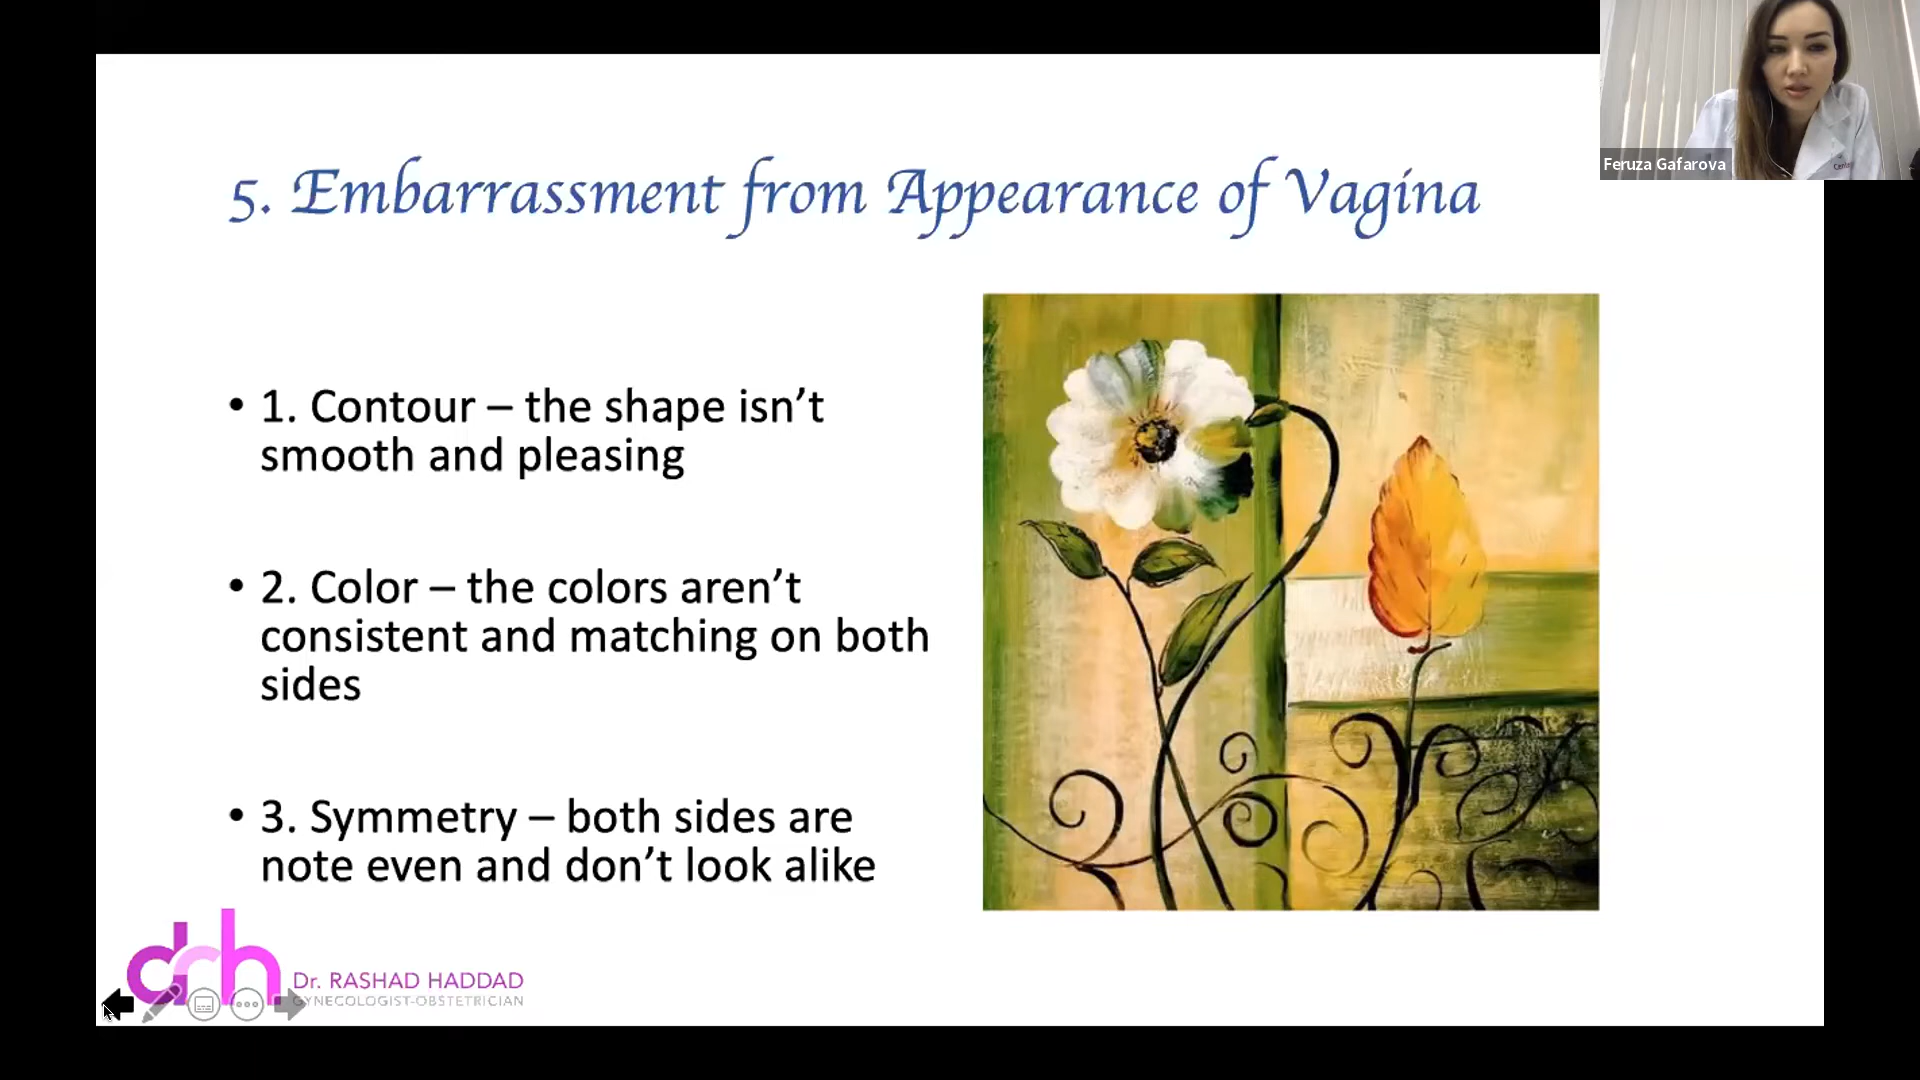 Feruza Gafarova
5. Embarrassment from Appearance of Vagina
• 1. Contour – the shape isn’t
smooth and pleasing
• 2. Color – the colors aren’t
consistent and matching on both
sides
• 3. Symmetry – both sides are
note even and don’t look alike
drh
Dr. RASHAD HADDAD
GYNECOLOGIST-OBSTETRICIAN